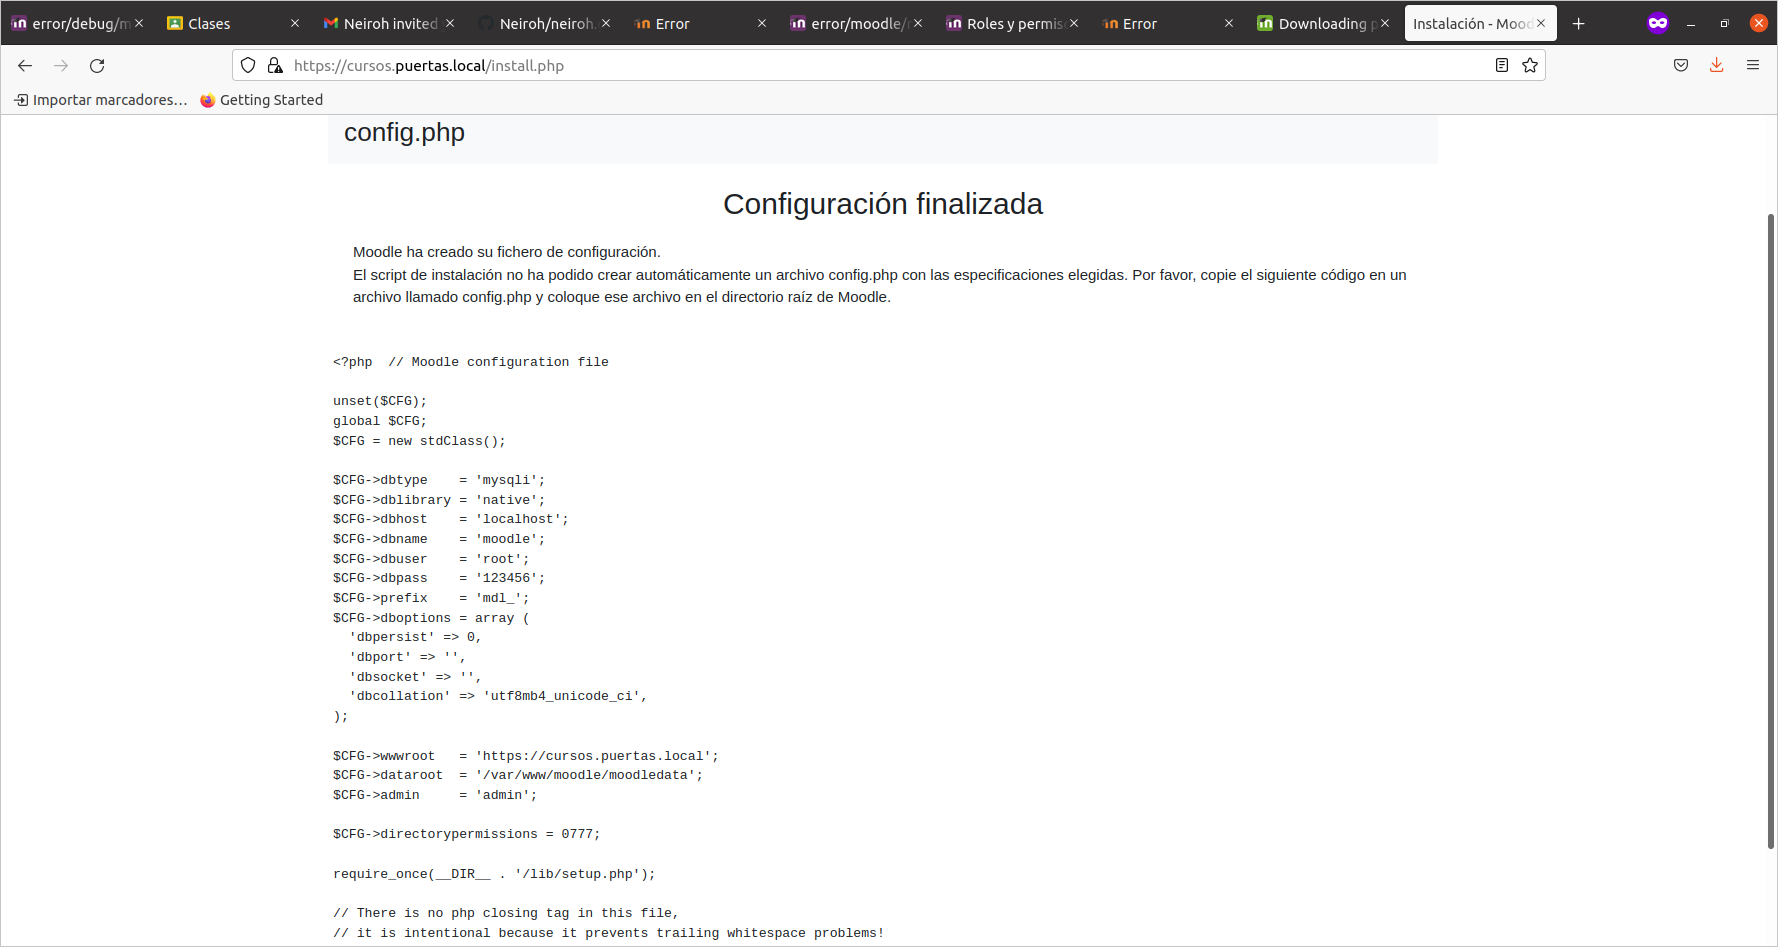 error/debug/m
Clases
Neiroh invited
Neiroh/neiroh.
Error
error/moodle/
Roles y permis
Error
Downloading p
Instalación - Mood
https://cursos.puertas.local/install.php
Importar marcadores…
Getting Started
config.php
Configuración finalizada
Moodle ha creado su fichero de configuración.
El script de instalación no ha podido crear automáticamente un archivo config.php con las especificaciones elegidas. Por favor, copie el siguiente código en un
archivo llamado config.php y coloque ese archivo en el directorio raíz de Moodle.
<?php  // Moodle configuration file
unset($CFG);
global $CFG;
$CFG = new stdClass();
$CFG->dbtype    = 'mysqli';
$CFG->dblibrary = 'native';
$CFG->dbhost    = 'localhost';
$CFG->dbname    = 'moodle';
$CFG->dbuser    = 'root';
$CFG->dbpass    = '123456';
$CFG->prefix    = 'mdl_';
$CFG->dboptions = array (
  'dbpersist' => 0,
  'dbport' => '',
  'dbsocket' => '',
  'dbcollation' => 'utf8mb4_unicode_ci',
);
$CFG->wwwroot   = 'https://cursos.puertas.local';
$CFG->dataroot  = '/var/www/moodle/moodledata';
$CFG->admin     = 'admin';
$CFG->directorypermissions = 0777;
require_once(__DIR__ . '/lib/setup.php');
// There is no php closing tag in this file,
// it is intentional because it prevents trailing whitespace problems!